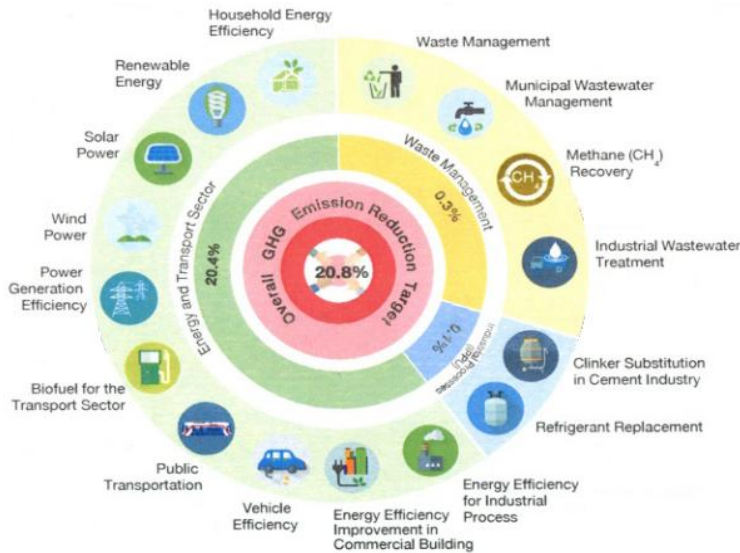 Household Energy
Efficiency
Renewable
Energy
Solar
Power
Wind
Power
Power
Generation
Efficiency
Biofuel for the
Transport Sector
Public
Transportation
Vehicle
Efficiency
Energy Efficiency
Improvement in
Commercial Building
Energy Efficiency
for Industrial
Process
Refrigerant Replacement
Clinker Substitution
in Cement Industry
Industrial Wastewater
Treatment
Methane (CH4)
Recovery
CH4
Municipal Wastewater
Management
Waste Management
Energy and Transport Sector
20.4%
Waste Management
0.3%
Industrial Processes
(IPPU)
0.1%
Overall GHG Emission Reduction Target
20.8%